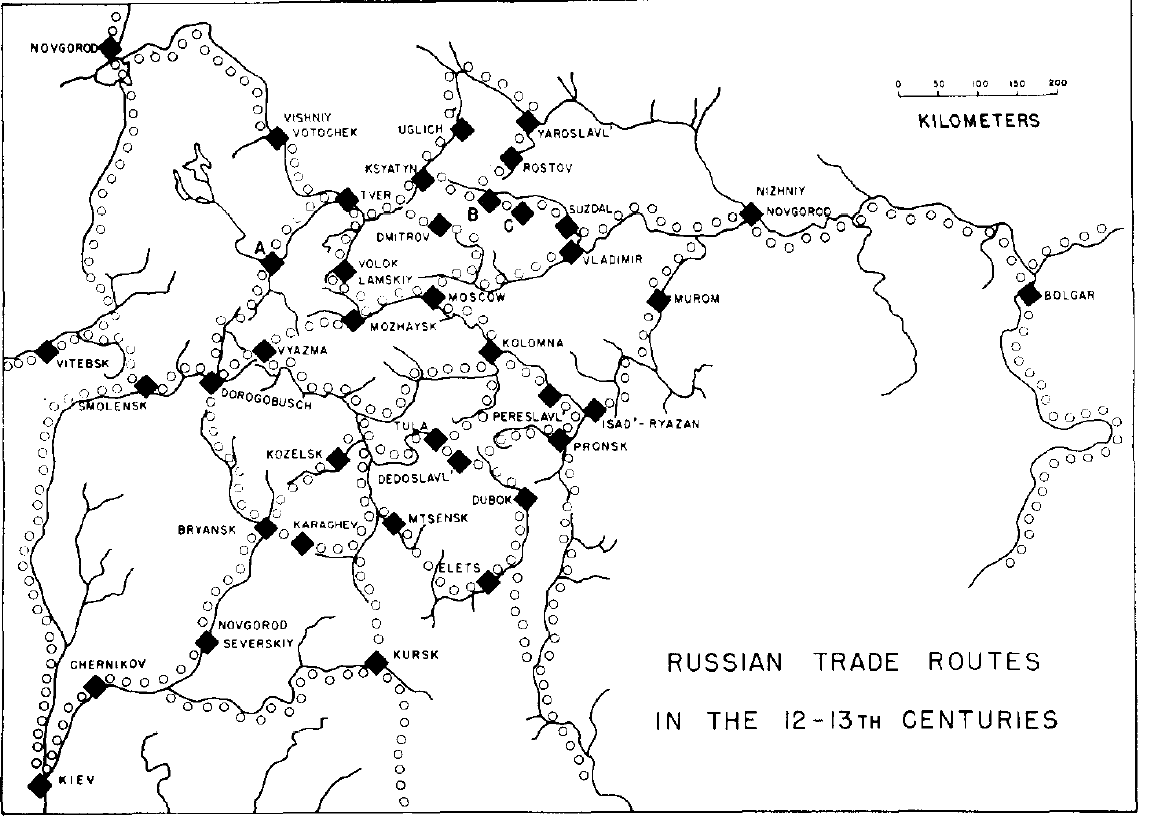 NOVGOROD
0 50 100 150 200
KILOMETERS
VISHNIY
VOTOCHEK
UGLICH
YAROSLAVL'
KSYATYN
ROSTOV
TVER
NIZHNIY
NOVGOROD
B
C
SUZDAL
DMITROV
A
VLADIMIR
VOLOK
LAMSKIY
MOSCOW
MUROM
BOLGAR
MOZHAYSK
KOLOMNA
VYAZMA
VITEBSK
DOROGOBUSCH
SMOLENSK
PERESLAVL'
ISAD'-RYAZAN
TULA
PRONSK
KOZELSK
DEDOSLAVL'
DUBOK
MTSENSK
BRYANSK
KARACHEV
ELETS
NOVGOROD
SEVERSKIY
KURSK
CHERNIKOV
KIEV
RUSSIAN TRADE ROUTES
IN THE 12-13TH CENTURIES